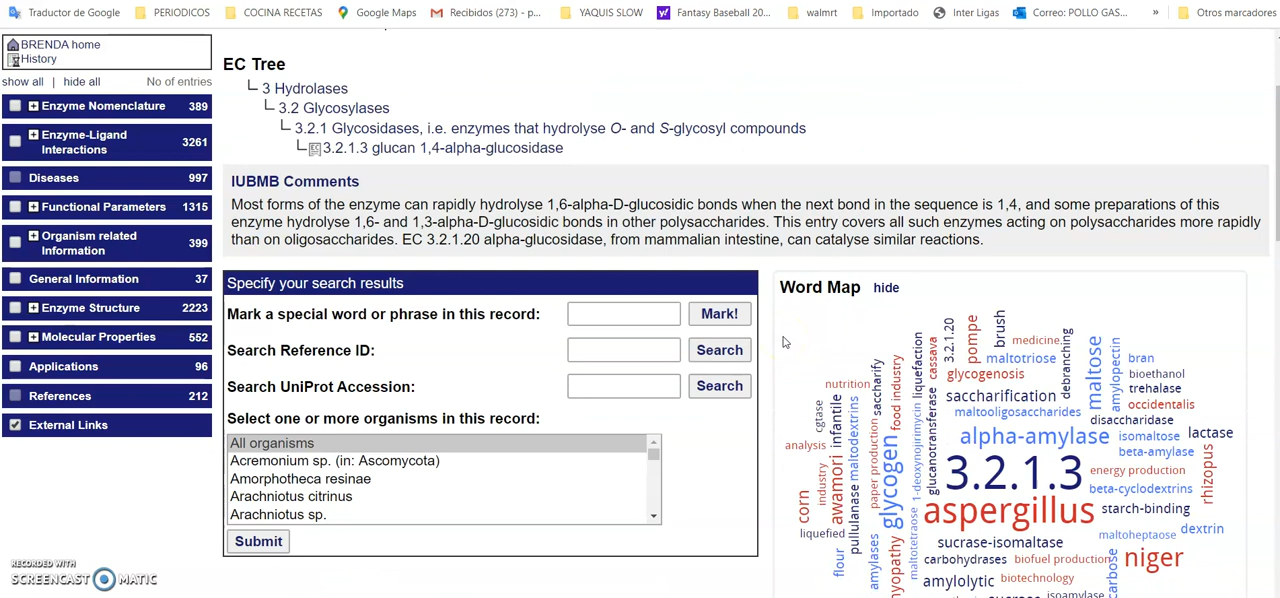 Traductor de Google PERIODICOS COCINA RECETAS Google Maps Recibidos (273) - p... YAQUIS SLOW Fantasy Baseball 20... walmrt Importado Inter Ligas Correo: POLLO GAS... » Otros marcadores
BRENDA home
History
show all | hide all No of entries
Enzyme Nomenclature 389
Enzyme-Ligand Interactions 3261
Diseases 997
Functional Parameters 1315
Organism related Information 399
General Information 37
Enzyme Structure 2223
Molecular Properties 552
Applications 96
References 212
External Links
EC Tree
3 Hydrolases
3.2 Glycosylases
3.2.1 Glycosidases, i.e. enzymes that hydrolyse O- and S-glycosyl compounds
EC 3.2.1.3 glucan 1,4-alpha-glucosidase
IUBMB Comments
Most forms of the enzyme can rapidly hydrolyse 1,6-alpha-D-glucosidic bonds when the next bond in the sequence is 1,4, and some preparations of this
enzyme hydrolyse 1,6- and 1,3-alpha-D-glucosidic bonds in other polysaccharides. This entry covers all such enzymes acting on polysaccharides more rapidly
than on oligosaccharides. EC 3.2.1.20 alpha-glucosidase, from mammalian intestine, can catalyse similar reactions.
Specify your search results
Mark a special word or phrase in this record: Mark!
Search Reference ID: Search
Search UniProt Accession: Search
Select one or more organisms in this record:
All organisms
Acremonium sp. (in: Ascomycota)
Amorphotheca resinae
Arachniotus citrinus
Arachniotus sp.
Submit
Word Map hide
3.2.1.20
pompe
brush
medicine
debranching
maltose
amylopectin
bran
bioethanol
trehalase
occidentalis
disaccharidase
lactase
isomaltose
beta-amylase
maltotriose
glycogenosis
saccharification
maltooligosaccharides
alpha-amylase
3.2.1.3
aspergillus
niger
energy production
beta-cyclodextrins
starch-binding
rhizopus
dextrin
maltoheptaose
sucrose-isomaltase
carbohydrases
biofuel production
amylolytic
biotechnology
isoamylase
sucrose
nutrition
saccharify
food industry
liquefaction
cassava
glucanotransferase
1-deoxynojirimycin
maltotetraose
glycogen
paper production
maltodextrins
infantile
cgtase
analysis
industry
awamori
corn
pullulanase
liquefied
flour
amylases
RECORDED WITH
SCREENCAST MATIC